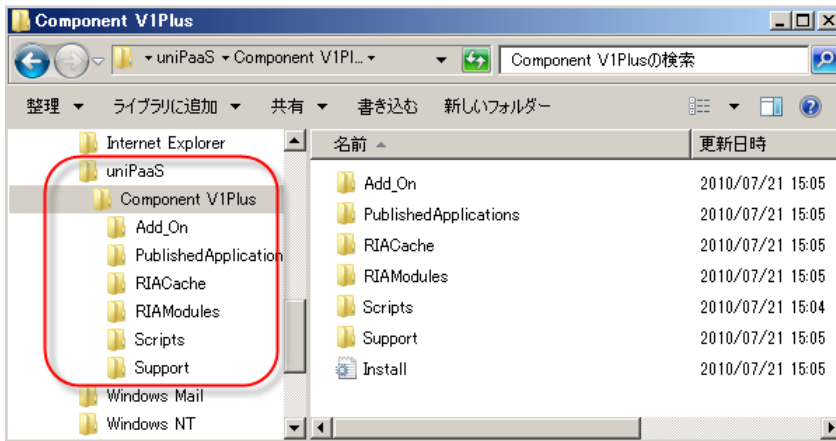 Component V1Plus
uniPaaS Component V1Pl... Component V1Plusの検索
整理 ライブラリに追加 共有 書き込む 新しいフォルダー
Internet Explorer
uniPaaS
Component V1Plus
Add_On
PublishedApplication
RIACache
RIAModules
Scripts
Support
Windows Mail
Windows NT
名前 更新日時
Add_On 2010/07/21 15:05
PublishedApplications 2010/07/21 15:05
RIACache 2010/07/21 15:05
RIAModules 2010/07/21 15:05
Scripts 2010/07/21 15:04
Support 2010/07/21 15:05
Install 2010/07/21 15:05